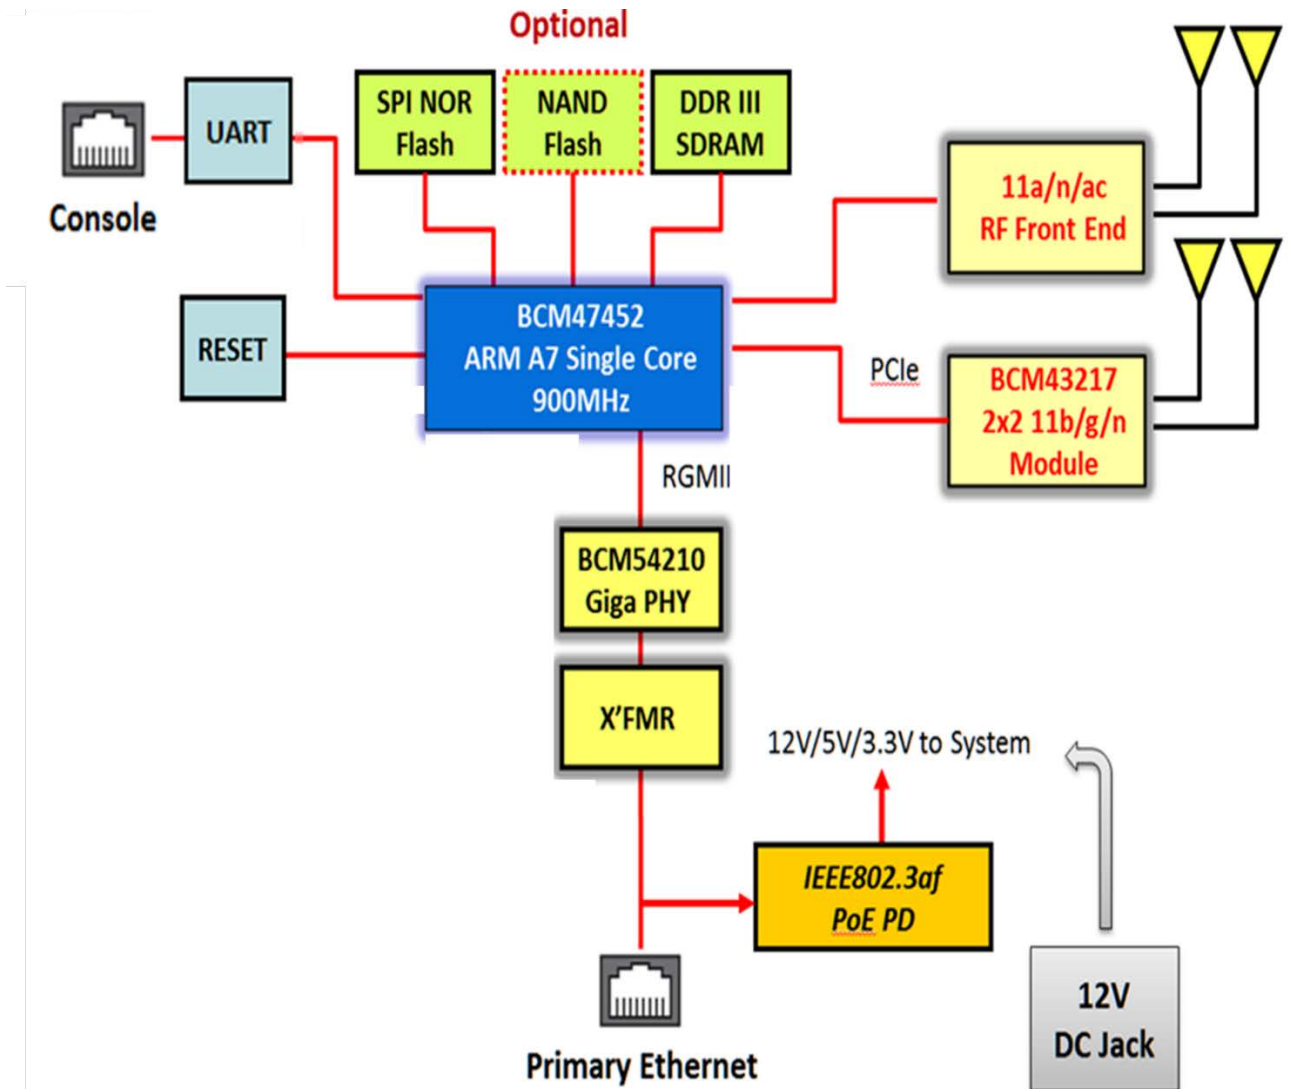 Optional
SPI NOR
Flash
NAND
Flash
DDR III
SDRAM
UART
Console
11a/n/ac
RF Front End
RESET
BCM47452
ARM A7 Single Core
900MHz
PCIe
BCM43217
2x2 11b/g/n
Module
RGMII
BCM54210
Giga PHY
X'FMR
12V/5V/3.3V to System
IEEE802.3af
PoE PD
12V
DC Jack
Primary Ethernet